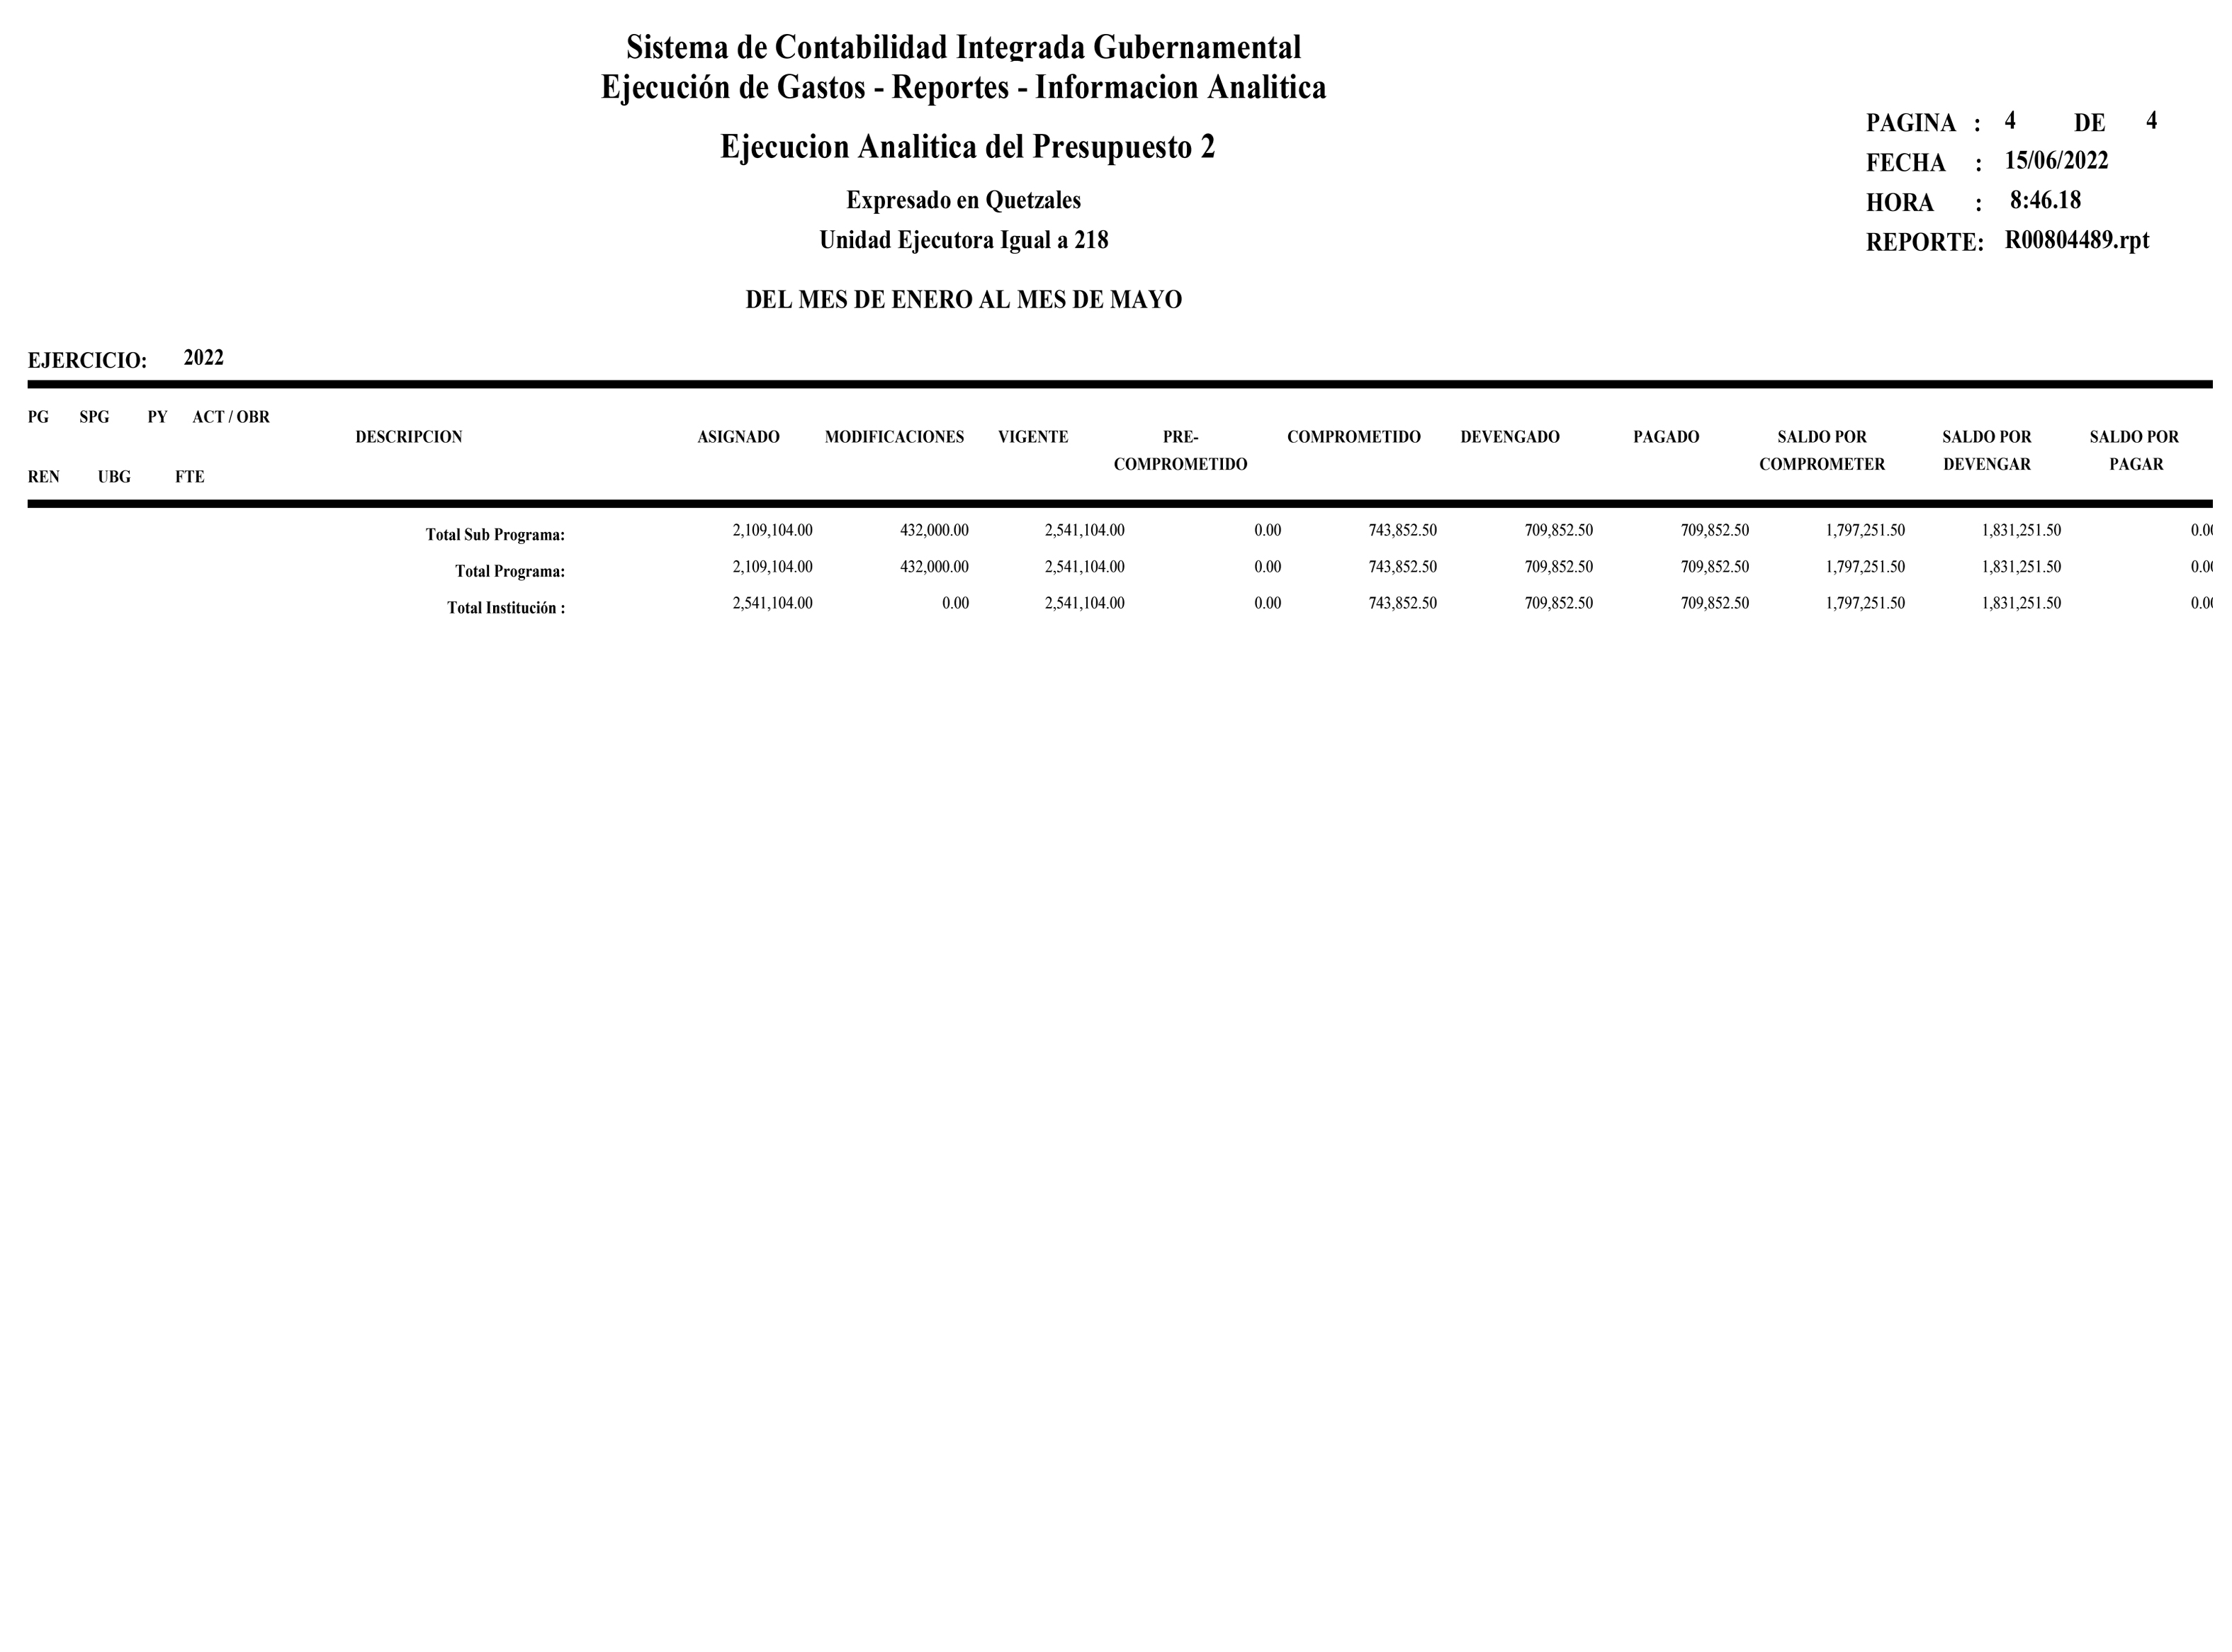 Sistema de Contabilidad Integrada Gubernamental
Ejecución de Gastos - Reportes - Informacion Analitica
Ejecucion Analitica del Presupuesto 2
Expresado en Quetzales
Unidad Ejecutora Igual a 218
DEL MES DE ENERO AL MES DE MAYO
PAGINA : 4 DE 4
FECHA : 15/06/2022
HORA : 8:46.18
REPORTE: R00804489.rpt
EJERCICIO: 2022
PG SPG PY ACT / OBR
DESCRIPCION ASIGNADO MODIFICACIONES VIGENTE PRE- COMPROMETIDO DEVENGADO PAGADO SALDO POR SALDO POR SALDO POR
COMPROMETIDO COMPROMETER DEVENGAR PAGAR
REN UBG FTE
Total Sub Programa: 2,109,104.00 432,000.00 2,541,104.00 0.00 743,852.50 709,852.50 709,852.50 1,797,251.50 1,831,251.50 0.00
Total Programa: 2,109,104.00 432,000.00 2,541,104.00 0.00 743,852.50 709,852.50 709,852.50 1,797,251.50 1,831,251.50 0.00
Total Institución : 2,541,104.00 0.00 2,541,104.00 0.00 743,852.50 709,852.50 709,852.50 1,797,251.50 1,831,251.50 0.00